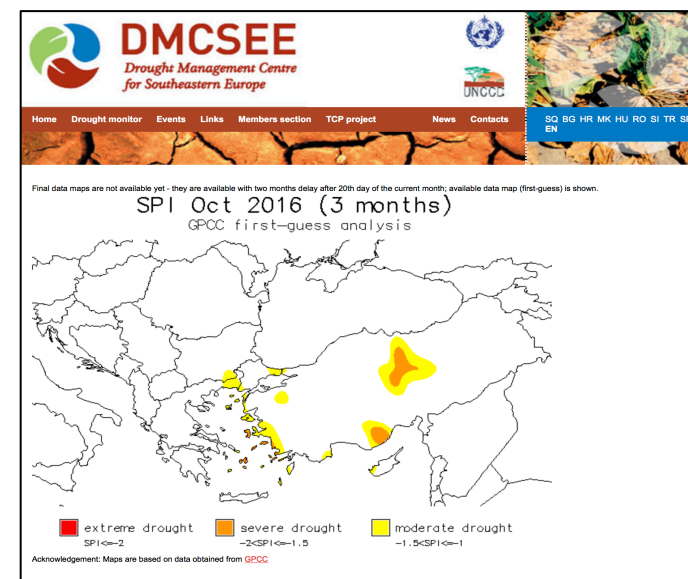 DMCSEE
Drought Management Centre
for Southeastern Europe
UNCCD
Home Drought monitor Events Links Members section TCP project News Contacts
SQ BG HR MK HU RO SI TR
EN
Final data maps are not available yet - they are available with two months delay after 20th day of the current month; available data map (first-guess) is shown.
SPI Oct 2016 (3 months)
GPCC first-guess analysis
extreme drought severe drought moderate drought
SPI<=-2 -2<SPI<=-1.5 -1.5<SPI<=-1
Acknowledgement: Maps are based on data obtained from GPCC